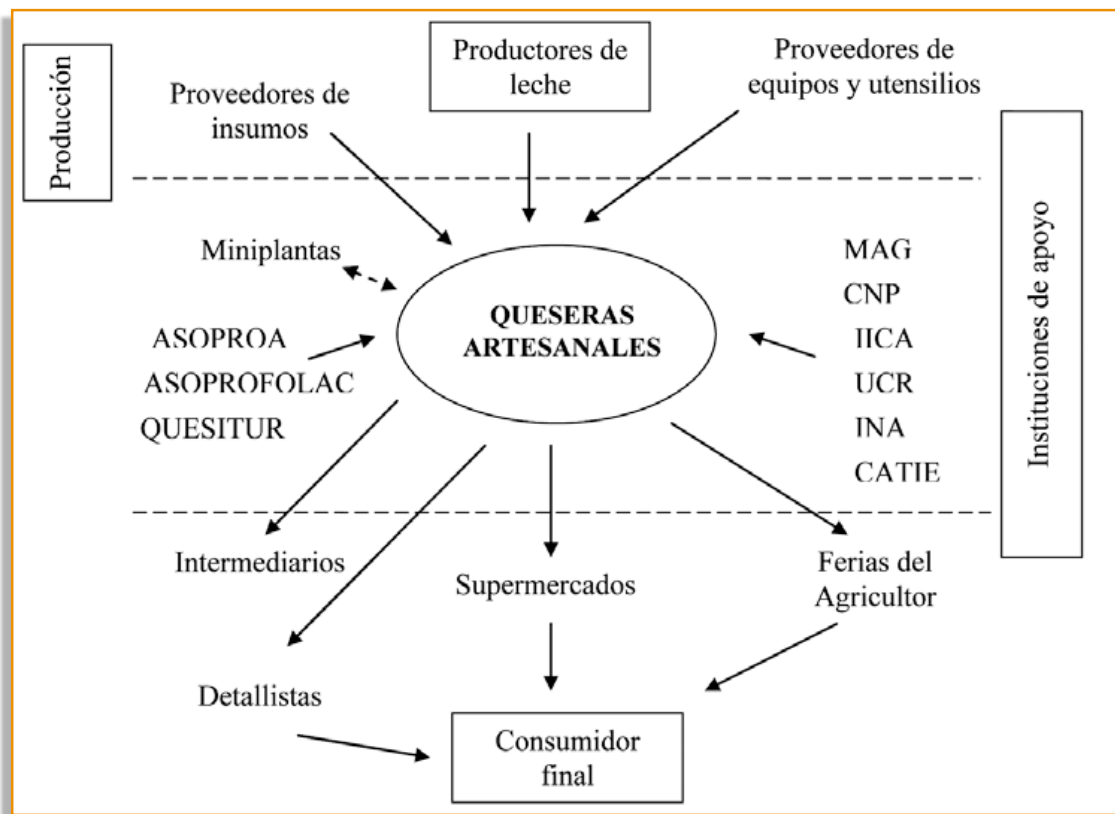 Producción
Proveedores de
insumos
Productores de
leche
Proveedores de
equipos y utensilios
Instituciones de apoyo
Miniplantas
ASOPROA
ASOPROFOLAC
QUESITUR
QUESERAS
ARTESANALES
MAG
CNP
IICA
UCR
INA
CATIE
Intermediarios
Supermercados
Ferias del
Agricultor
Detallistas
Consumidor
final